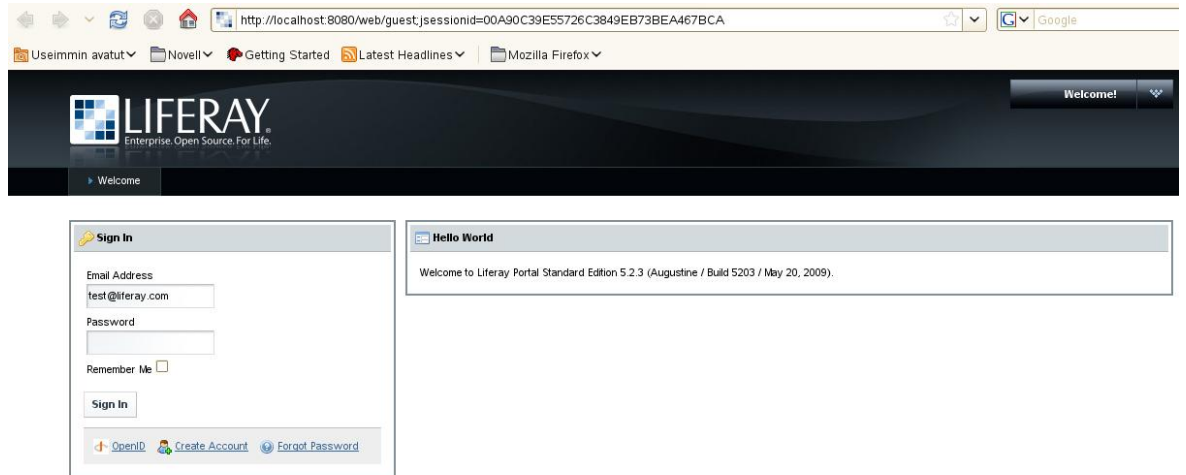 http://localhost:8080/web/guest;jsessionid=00A90C39E55726C3849EB73BEA467BCA
Google
Useimmin avatut Novell Getting Started Latest Headlines Mozilla Firefox
LIFERAY.
Enterprise. Open Source. For Life.
Welcome!
Welcome
Sign In
Email Address
test@liferay.com
Password
Remember Me
Sign In
OpenID Create Account Forgot Password
Hello World
Welcome to Liferay Portal Standard Edition 5.2.3 (Augustine / Build 5203 / May 20, 2009).